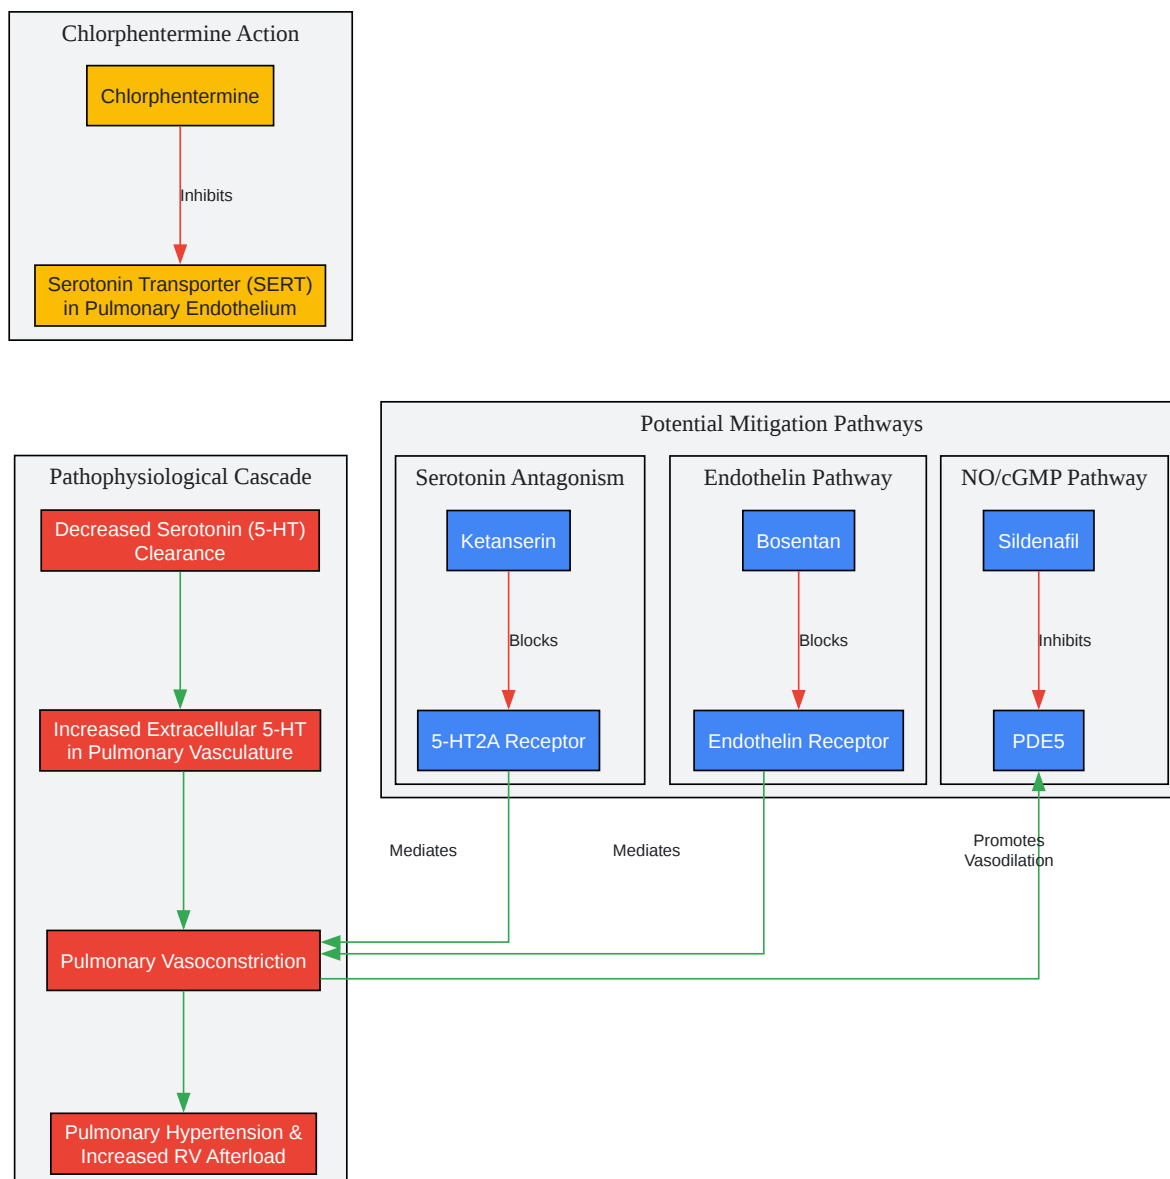 Chlorphentermine Action
Chlorphentermine
Inhibits
Serotonin Transporter (SERT)
in Pulmonary Endothelium
Potential Mitigation Pathways
Pathophysiological Cascade
Serotonin Antagonism
Endothelin Pathway
NO/cGMP Pathway
Decreased Serotonin (5-HT)
Clearance
Ketanserin
Bosentan
Sildenafil
Blocks
Blocks
Inhibits
Increased Extracellular 5-HT
in Pulmonary Vasculature
5-HT2A Receptor
Endothelin Receptor
PDE5
Mediates
Mediates
Promotes
Vasodilation
Pulmonary Vasoconstriction
Pulmonary Hypertension &
Increased RV Afterload